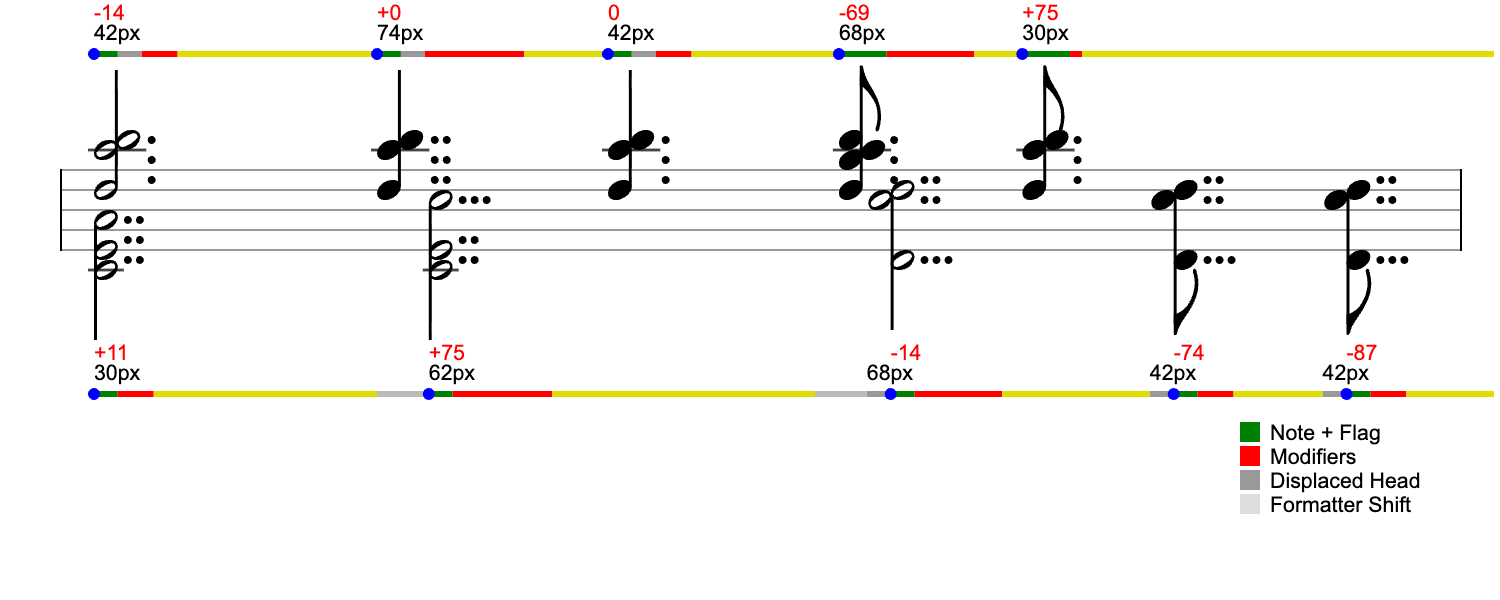 -14 +0 0 -69 +75
42px 74px 42px 68px 30px
+11 +75 -14 -74 -87
30px 62px 68px 42px 42px
Note + Flag
Modifiers
Displaced Head
Formatter Shift